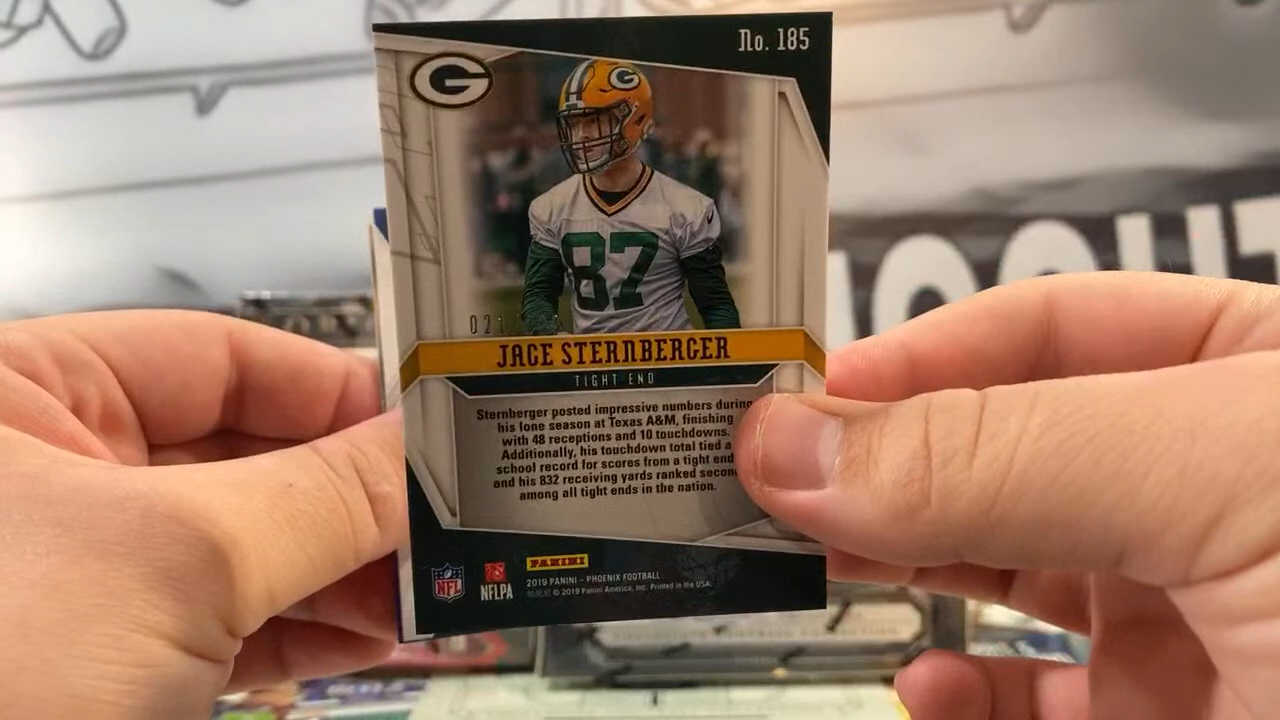 No. 185
G
G
87
JACE STERNBERGER
TIGHT END
Sternberger posted impressive numbers during
his lone season at Texas A&M, finishing
with 48 receptions and 10 touchdowns.
Additionally, his touchdown total tied a
school record for scores from a tight end
and his 832 receiving yards ranked secon
among all tight ends in the nation.
PANINI
NFL
NFLPA
2019 PANINI – PHOENIX FOOTBALL
© 2019 Panini America, Inc. Printed in the USA.